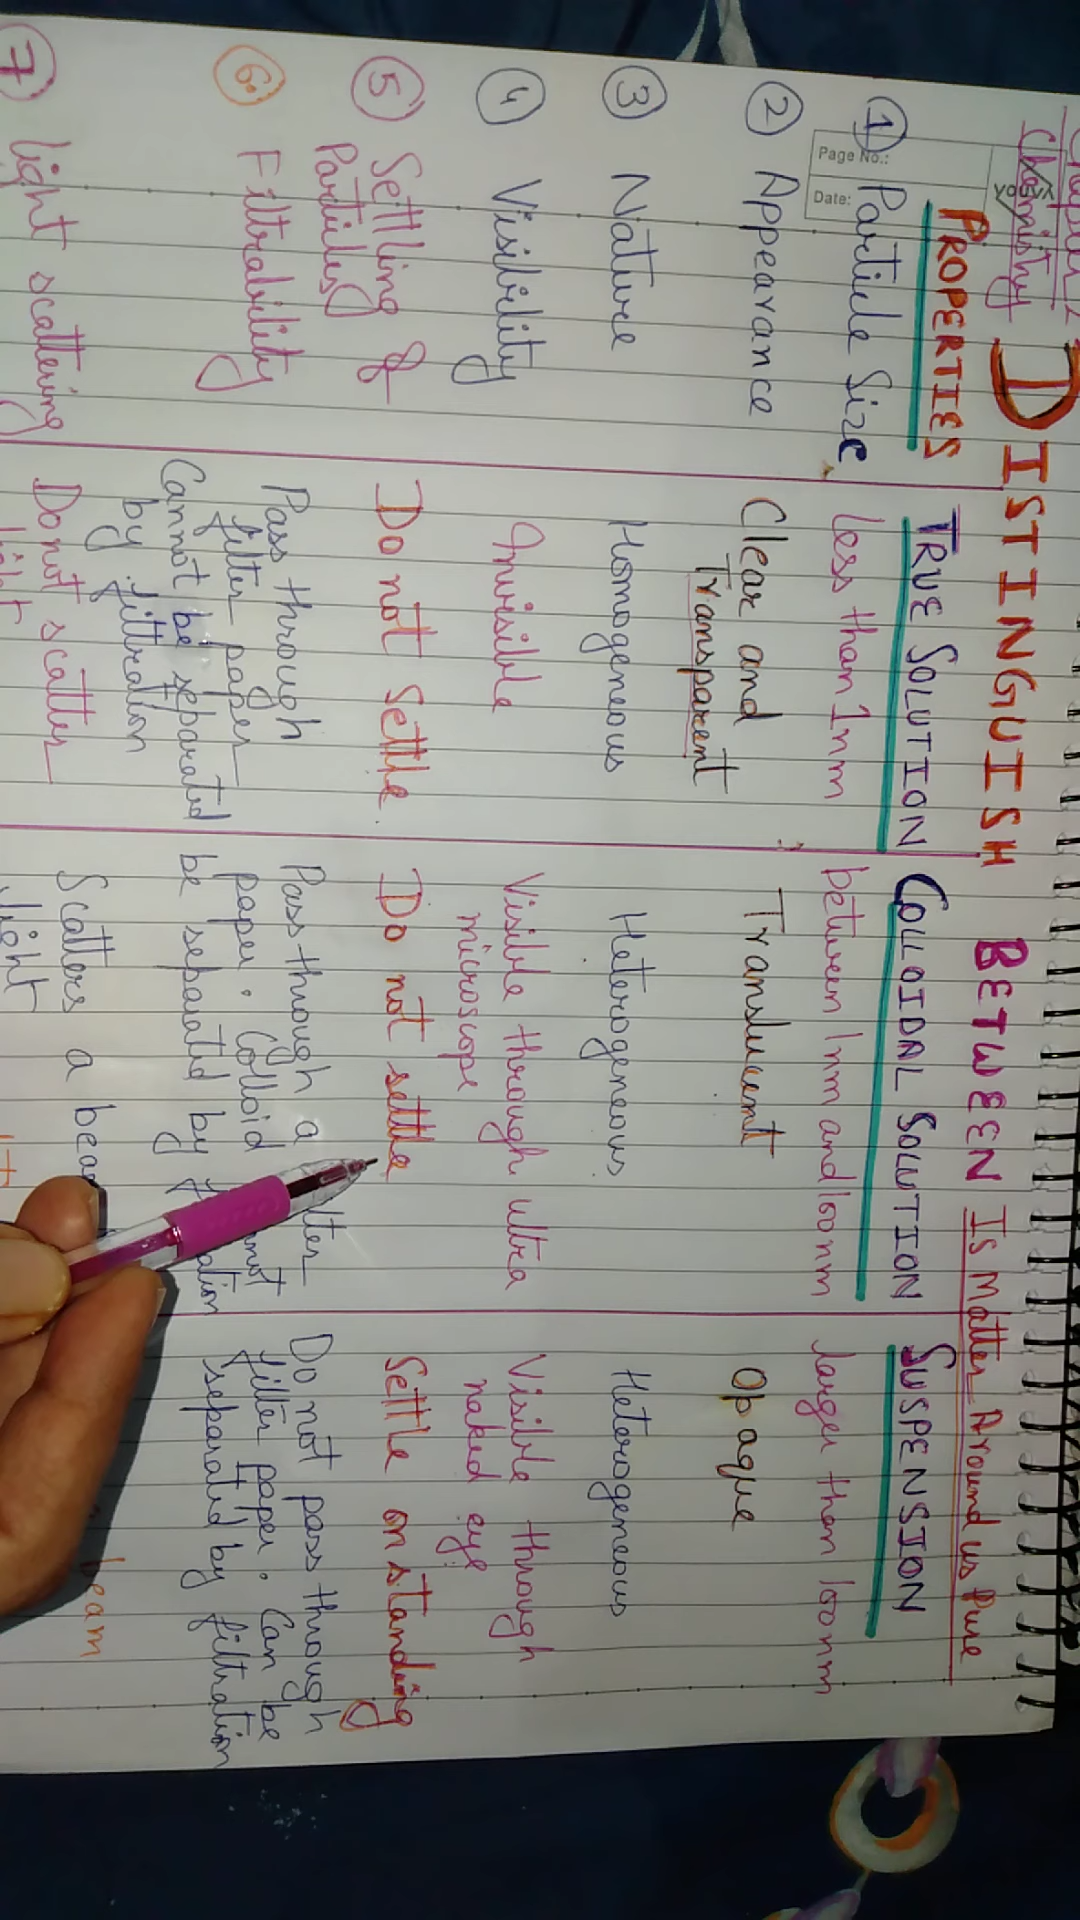 Chapter 2
Chemistry
Page No.:
Date:
YOUVA
DISTINGUISH BETWEEN Is Matter Around us Pure
PROPERTIES TRUE SOLUTION COLLOIDAL SOLUTION SUSPENSION
1 Particle Size less than 1nm between 1nm and 100nm larger then 100nm
2 Appearance Clear and Transparent Translucent Opaque
3 Nature Homogeneous Heterogeneous Heterogeneous
4 Visibility Invisible Visible through ultra microscope Visible through naked eye
5 Settling of Particles Do not Settle. Do not settle Settle on standing
6. Filtrability Pass through filter paper Cannot be separated by filtration Pass through a paper. Colloid be separated by Do not pass through filter paper. Can be separated by filtration
7 light scattering Do not scatter light Scatters a light
beam